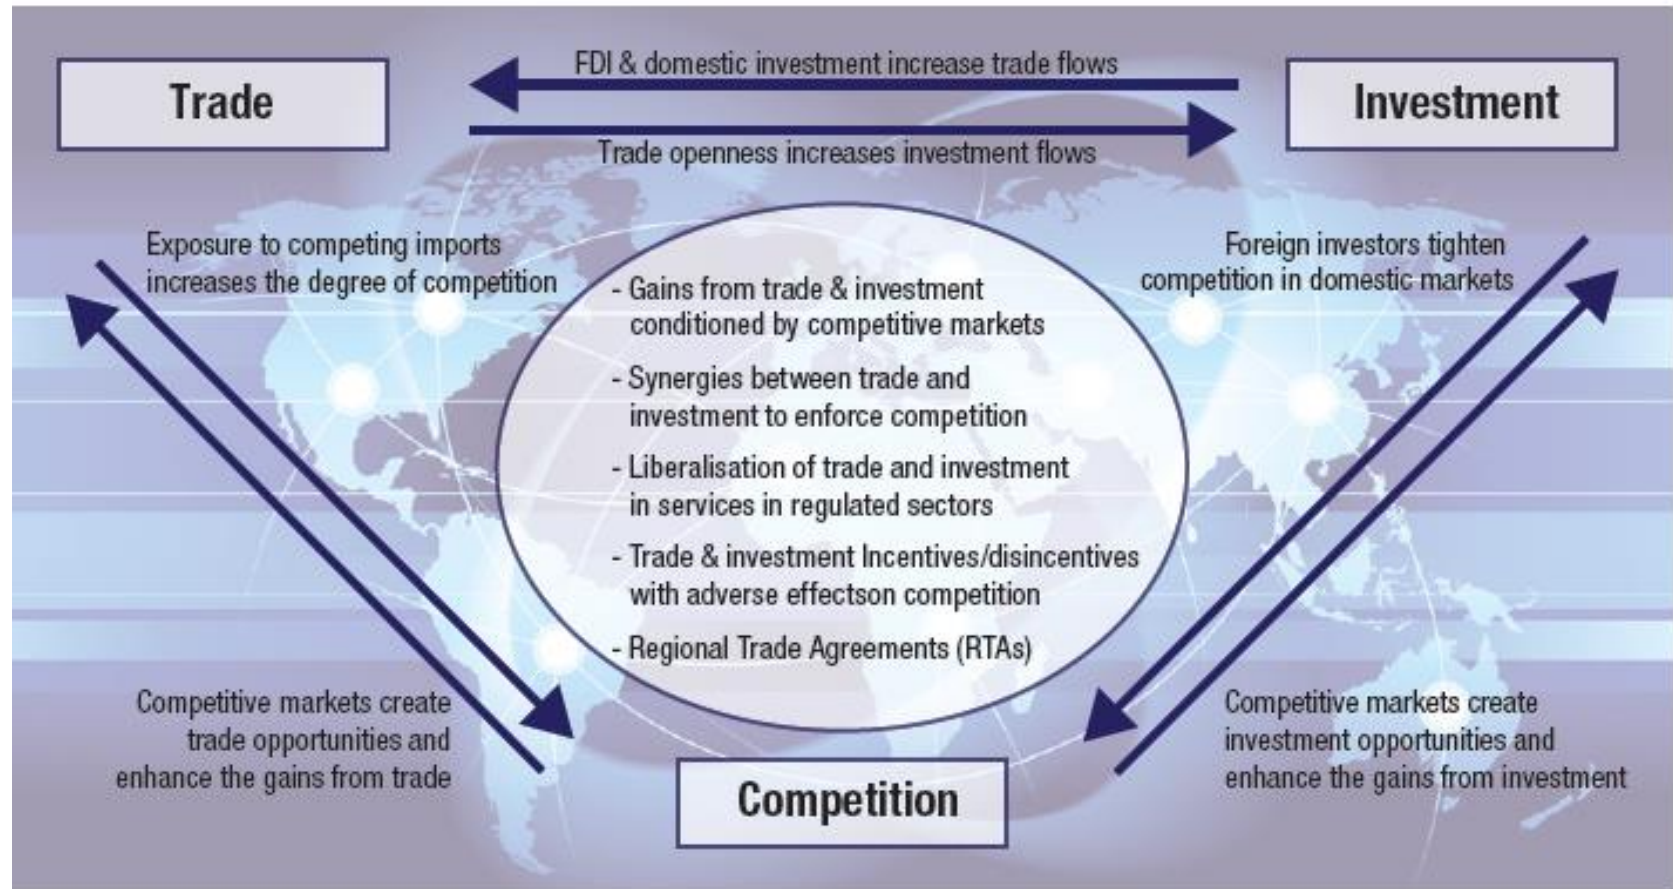 FDI & domestic investment increase trade flows
Trade
Investment
Trade openness increases investment flows
Exposure to competing imports
increases the degree of competition
Foreign investors tighten
competition in domestic markets
- Gains from trade & investment
conditioned by competitive markets
- Synergies between trade and
investment to enforce competition
- Liberalisation of trade and investment
in services in regulated sectors
- Trade & investment Incentives/disincentives
with adverse effectson competition
- Regional Trade Agreements (RTAs)
Competitive markets create
trade opportunities and
enhance the gains from trade
Competitive markets create
investment opportunities and
enhance the gains from investment
Competition